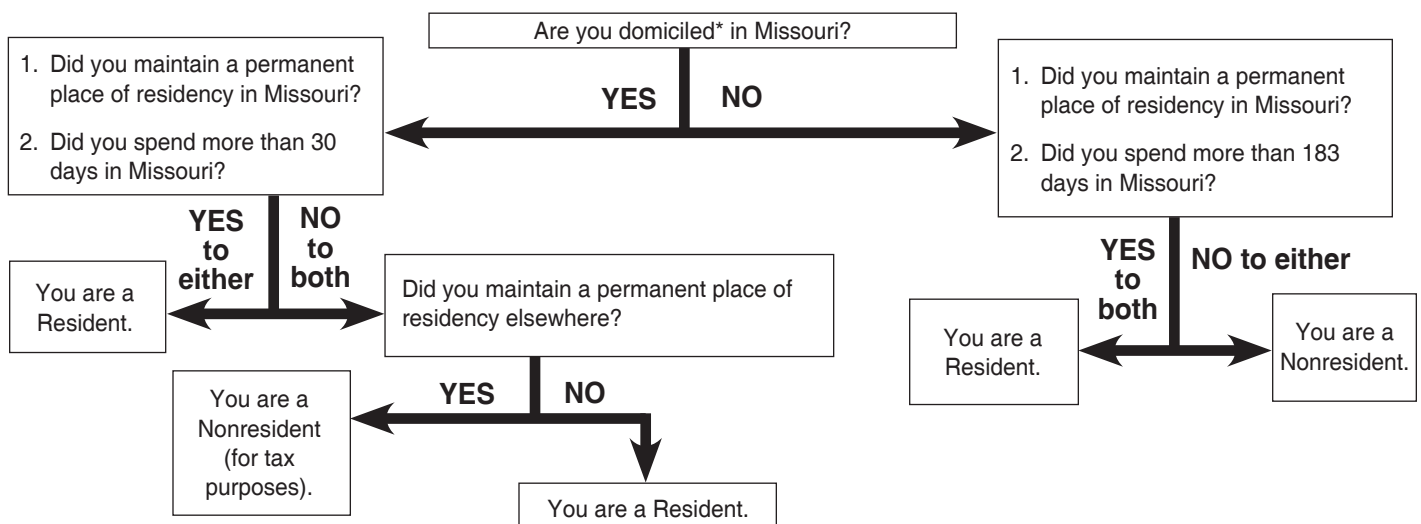 Are you domiciled* in Missouri?
1. Did you maintain a permanent
place of residency in Missouri?
2. Did you spend more than 30
days in Missouri?
YES
NO
1. Did you maintain a permanent
place of residency in Missouri?
2. Did you spend more than 183
days in Missouri?
YES
to
either
NO
to
both
You are a
Resident.
Did you maintain a permanent place of
residency elsewhere?
YES
to
both
NO to either
You are a
Resident.
You are a
Nonresident.
YES
NO
You are a
Nonresident
(for tax
purposes).
You are a Resident.